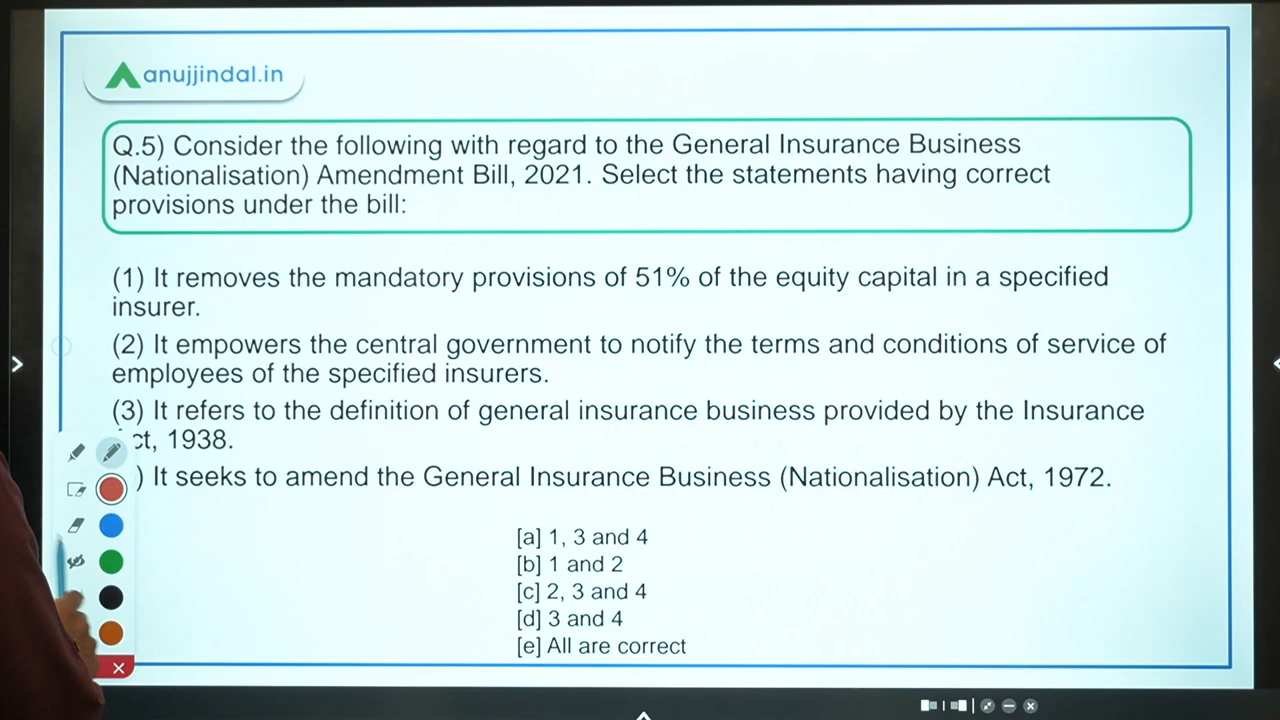 anujjindal.in
Q.5) Consider the following with regard to the General Insurance Business
(Nationalisation) Amendment Bill, 2021. Select the statements having correct
provisions under the bill:
(1) It removes the mandatory provisions of 51% of the equity capital in a specified
insurer.
(2) It empowers the central government to notify the terms and conditions of service of
employees of the specified insurers.
(3) It refers to the definition of general insurance business provided by the Insurance
ct, 1938.
) It seeks to amend the General Insurance Business (Nationalisation) Act, 1972.
[a] 1, 3 and 4
[b] 1 and 2
[c] 2, 3 and 4
[d] 3 and 4
[e] All are correct